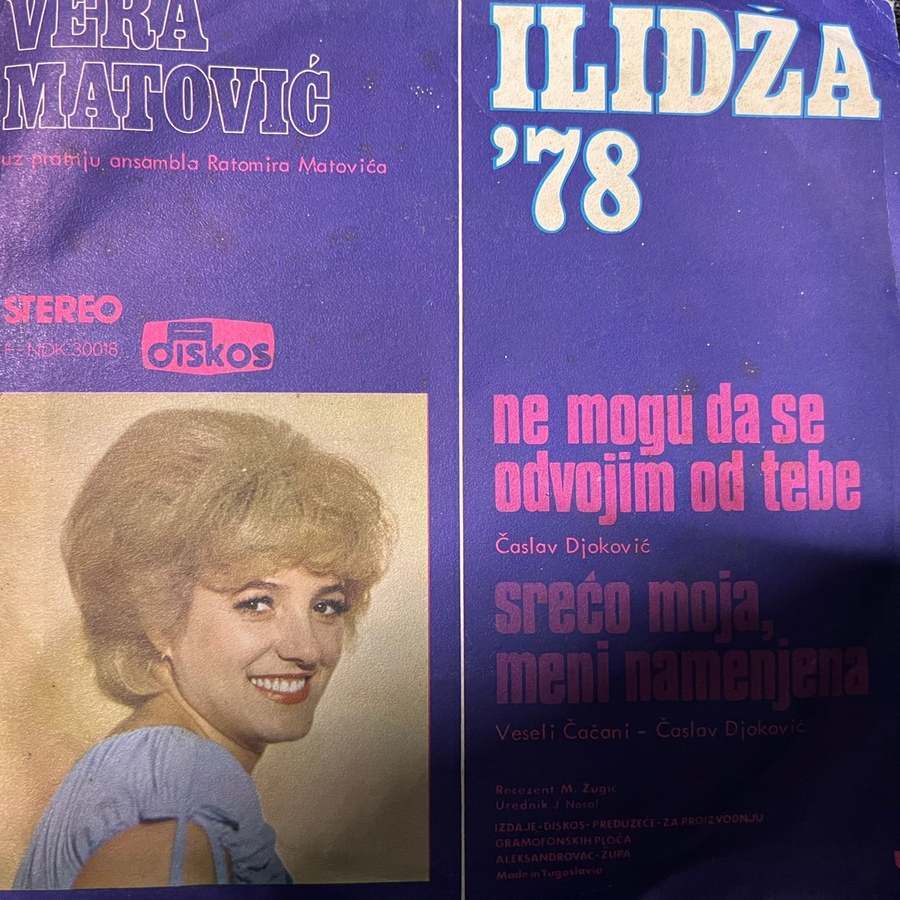 VERA
MATOVIĆ
uz pratnju ansambla Ratomira Matovića
STEREO
NDK 30018
DISKOS
ILIDŽA
'78
ne mogu da se
odvojim od tebe
Časlav Djoković
srećo moja,
meni namenjena
Veseli Čačani - Časlav Djoković
Recezent M. Zugić
Urednik J
IZDAJE-DISKOS-PREDUZEĆE-ZA PROIZVODNJU
GRAMOFONSKIH PLOČA
ALEKSANDROVAC-ŽUPA
Made in Yugoslavia